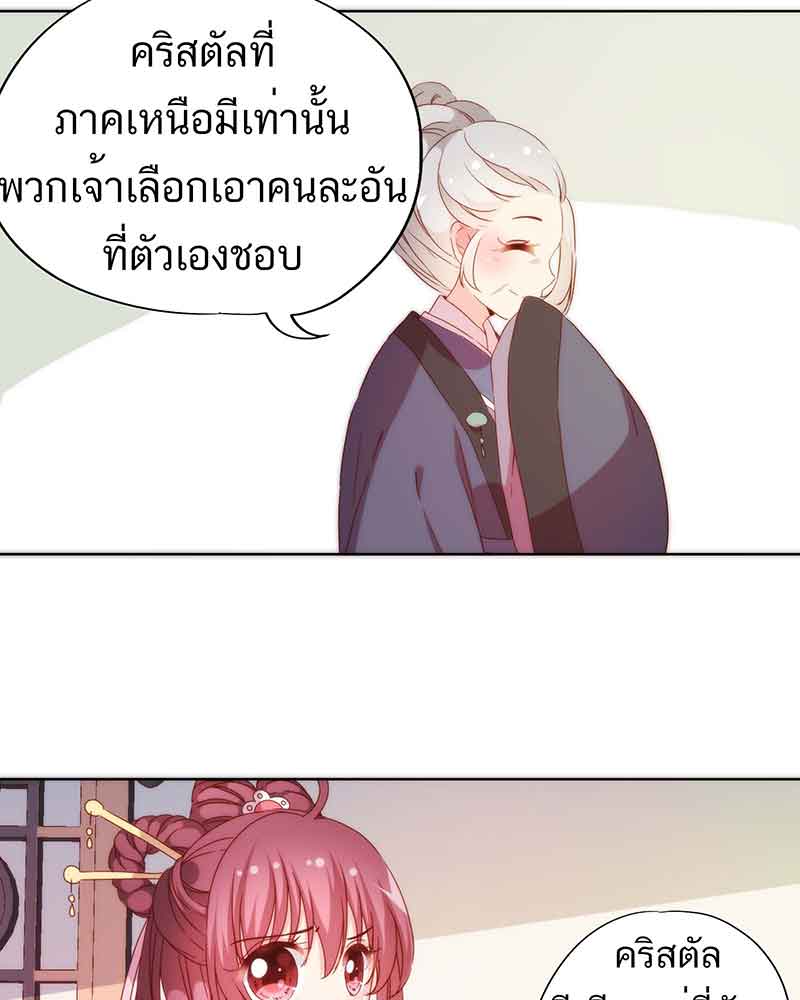 คริสตัลที่
ภาคเหนือมีเท่านั้น
พวกเจ้าเลือกเอาคนละอัน
ที่ตัวเองชอบ
คริสตัล